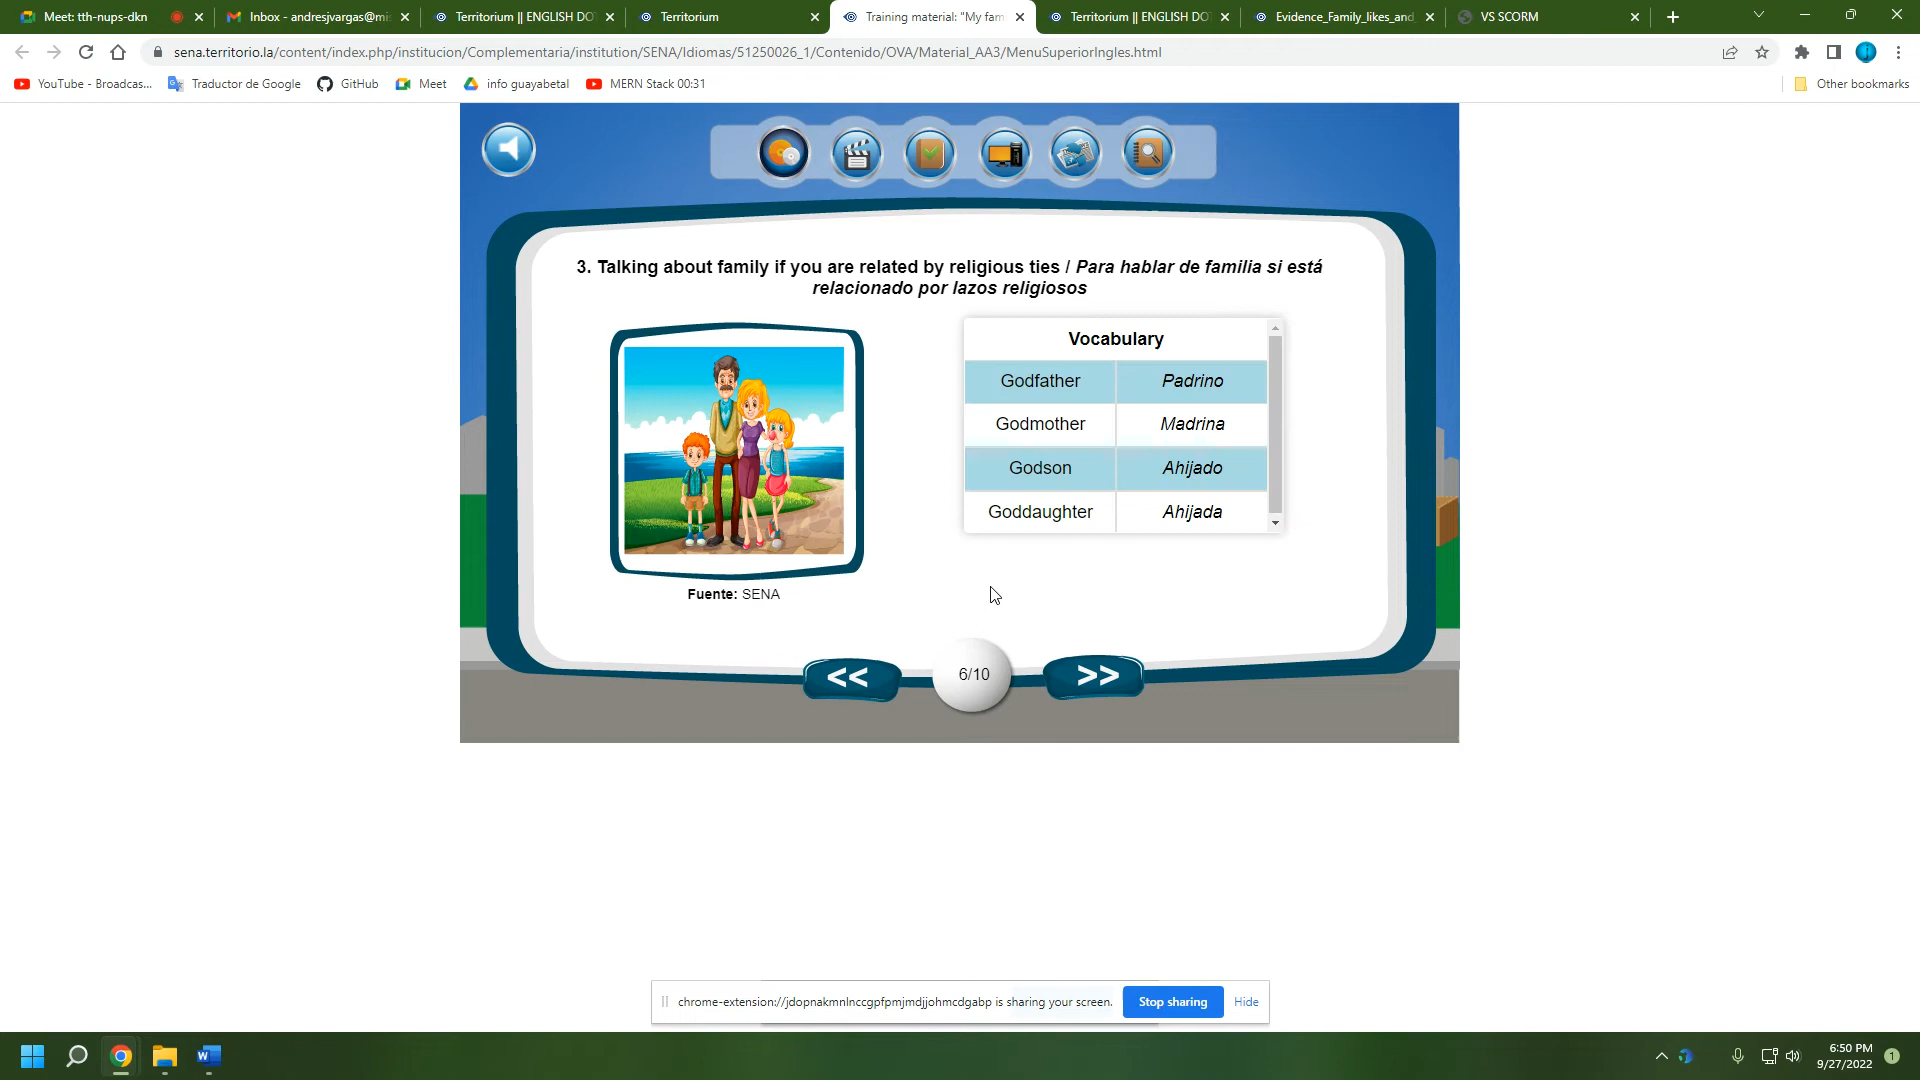 Meet: tth-nups-dkn
Inbox - andresjvargas@mi
Territorium || ENGLISH DOT
Territorium
Training material: "My fam
Territorium || ENGLISH DOT
Evidence_Family_likes_and_
VS SCORM
sena.territorio.la/content/index.php/institucion/Complementaria/institution/SENA/Idiomas/51250026_1/Contenido/OVA/Material_AA3/MenuSuperiorIngles.html
YouTube - Broadcas...
Traductor de Google
GitHub
Meet
info guayabetal
MERN Stack 00:31
Other bookmarks
3. Talking about family if you are related by religious ties / Para hablar de familia si está
relacionado por lazos religiosos
Vocabulary
Godfather Padrino
Godmother Madrina
Godson Ahijado
Goddaughter Ahijada
Fuente: SENA
<< 6/10 >>
chrome-extension://jdopnakmnlnccgpfpmjmdjjohmcdgabp is sharing your screen.
Stop sharing
Hide
6:50 PM
9/27/2022
1